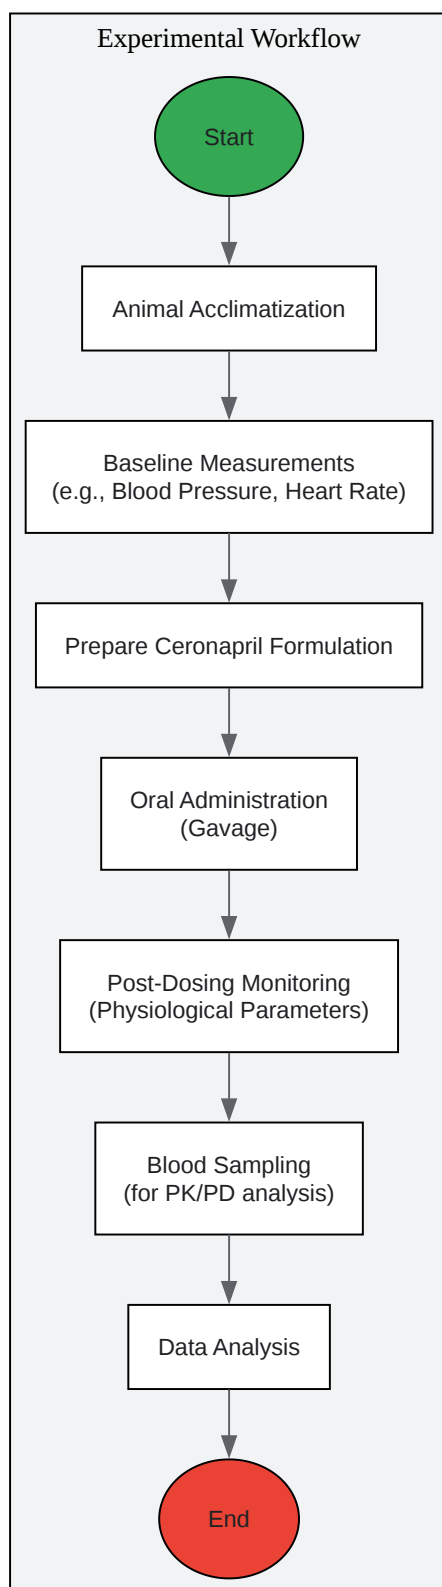 Experimental Workflow
Start
Animal Acclimatization
Baseline Measurements
(e.g., Blood Pressure, Heart Rate)
Prepare Ceronapril Formulation
Oral Administration
(Gavage)
Post-Dosing Monitoring
(Physiological Parameters)
Blood Sampling
(for PK/PD analysis)
Data Analysis
End